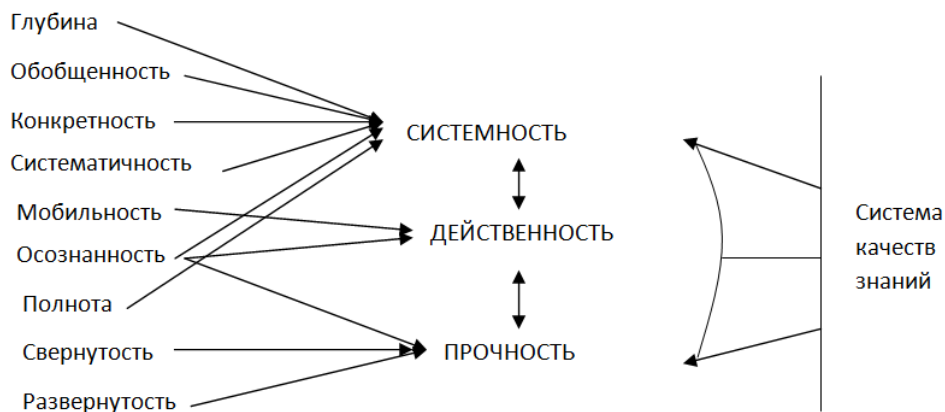 Глубина
Обобщенность
Конкретность
Систематичность
Мобильность
Осознанность
Полнота
Свернутость
Развернутость
СИСТЕМНОСТЬ
ДЕЙСТВЕННОСТЬ
ПРОЧНОСТЬ
Система
качеств
знаний